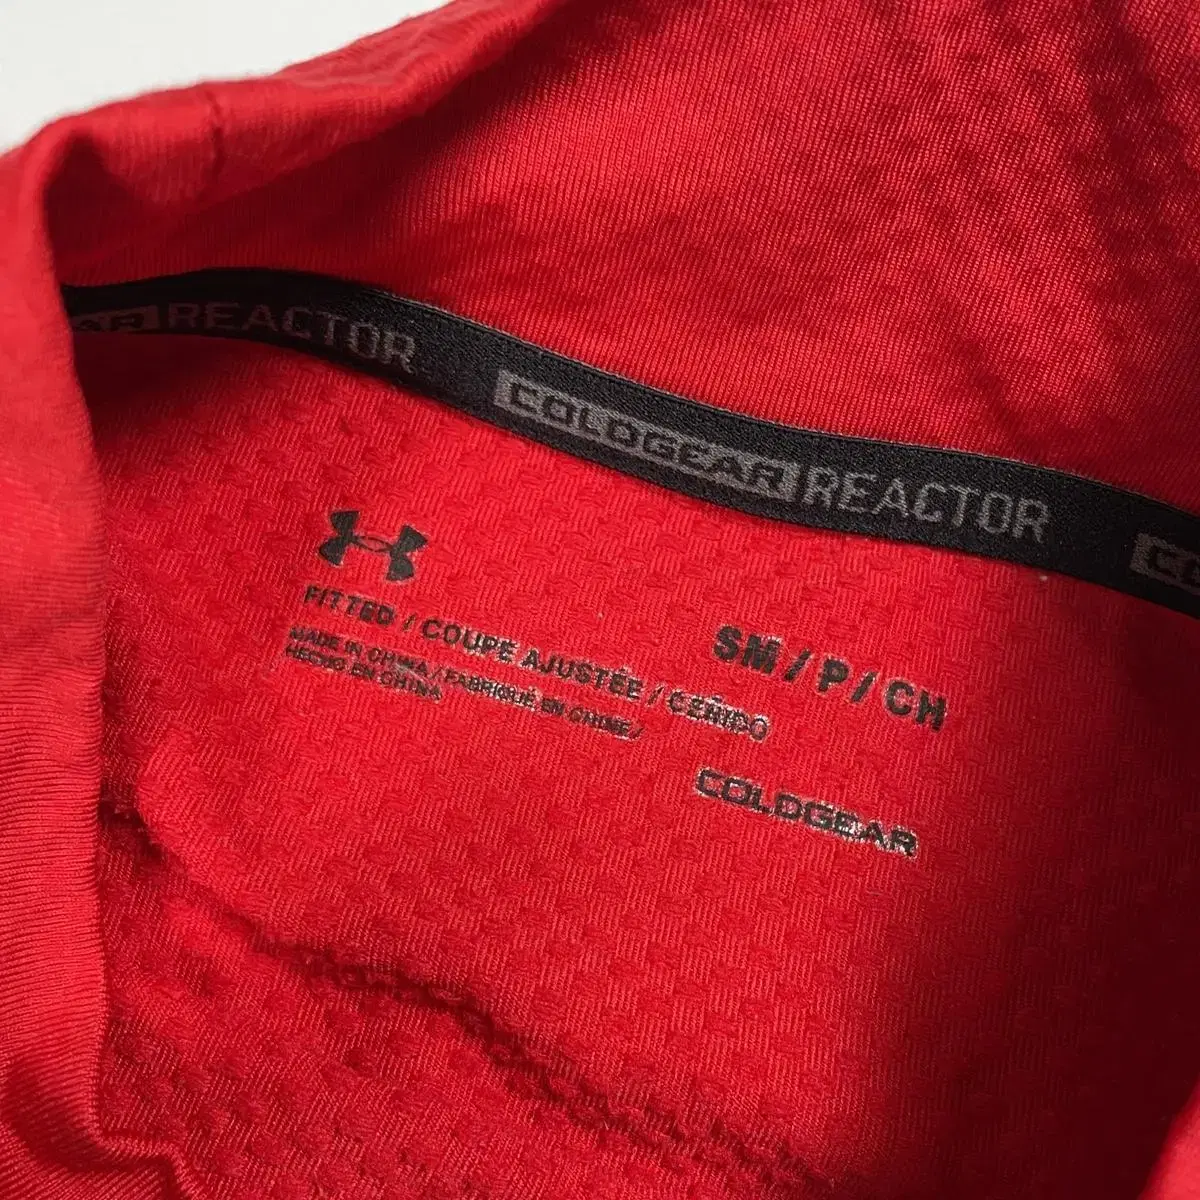 REACTOR COLDGEAR REACTOR
FITTED / COUPE AJUSTÉE / CEÑIDO
MADE IN CHINA / FABRIQUÉ EN CHINE /
HECHO EN CHINA
SM / P / CH
COLDGEAR